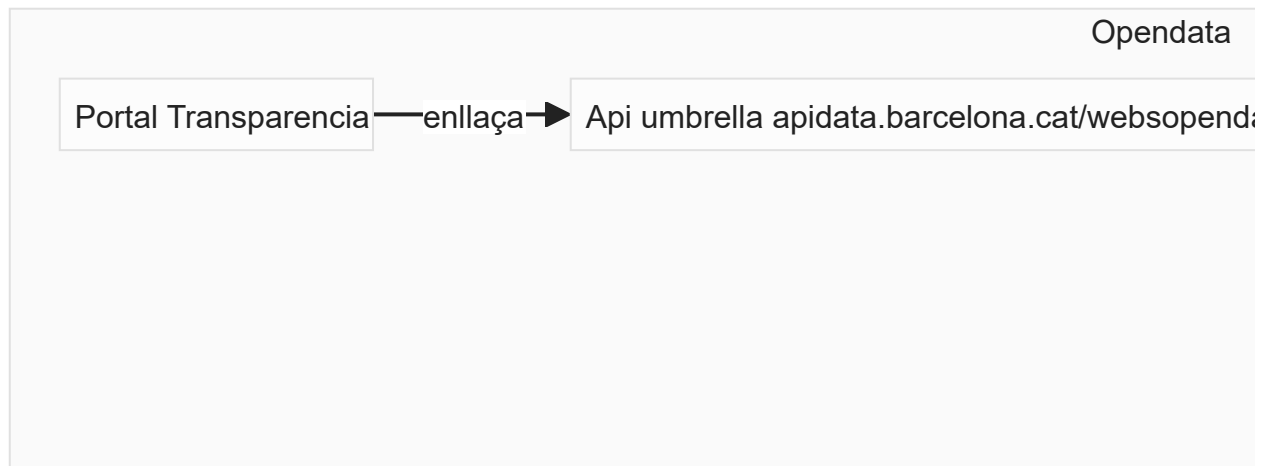 Opendata
Portal Transparencia
enllaça
Api umbrella apidata.barcelona.cat/websopenda